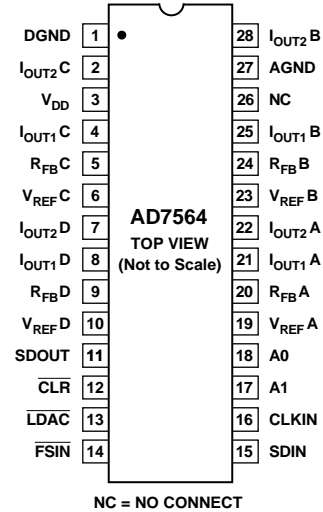 DGND 1 28 IOUT2 B
IOUT2 C 2 27 AGND
VDD 3 26 NC
IOUT1 C 4 25 IOUT1 B
RFB C 5 24 RFB B
VREF C 6 23 VREF B
IOUT2 D 7 22 IOUT2 A
IOUT1 D 8 21 IOUT1 A
RFB D 9 20 RFB A
VREF D 10 19 VREF A
SDOUT 11 18 A0
CLR 12 17 A1
LDAC 13 16 CLKIN
FSIN 14 15 SDIN
AD7564
TOP VIEW
(Not to Scale)
NC = NO CONNECT